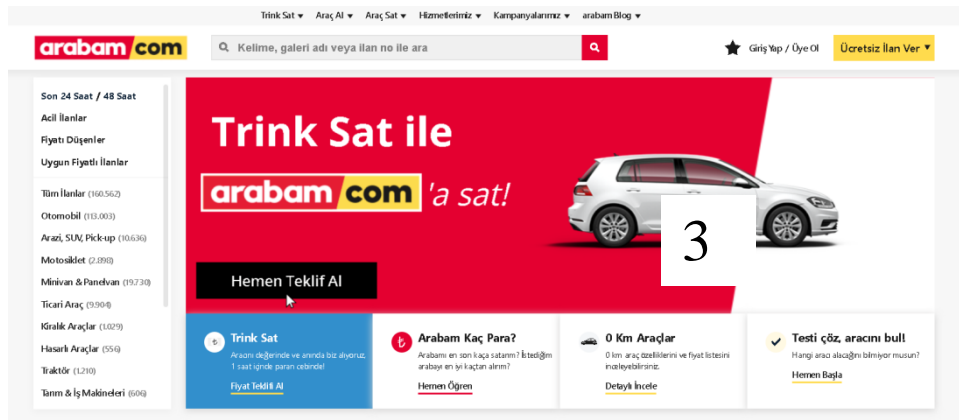 Trink Sat ▾ Araç Al ▾ Araç Sat ▾ Hizmetlerimiz ▾ Kampanyalarımız ▾ arabam Blog ▾
arabam com
Kelime, galeri adı veya ilan no ile ara
Giriş Yap / Üye Ol
Ücretsiz İlan Ver ▾
Son 24 Saat / 48 Saat
Acil İlanlar
Fiyatı Düşenler
Uygun Fiyatlı İlanlar
Tüm İlanlar (160.562)
Otomobil (113.003)
Arazi, SUV, Pick-up (10.636)
Motosiklet (2.898)
Minivan & Panelvan (19.730)
Ticari Araç (9.904)
Kiralık Araçlar (1.029)
Hasarlı Araçlar (556)
Traktör (1.210)
Tarım & İş Makineleri (606)
Trink Sat ile
arabam com 'a sat!
Hemen Teklif Al
3
Trink Sat
Aracını değerinde ve anında biz alıyoruz,
1 saat içinde paran cebinde!
Fiyat Teklifi Al
Arabam Kaç Para?
Arabamı en son kaça satarım? İstediğim
arabayı en iyi kaçtan alırım?
Hemen Öğren
0 Km Araçlar
0 km araç özelliklerini ve fiyat listesini
inceleyebilirsiniz.
Detaylı İncele
Testi çöz, aracını bul!
Hangi aracı alacağını bilmiyor musun?
Hemen Başla